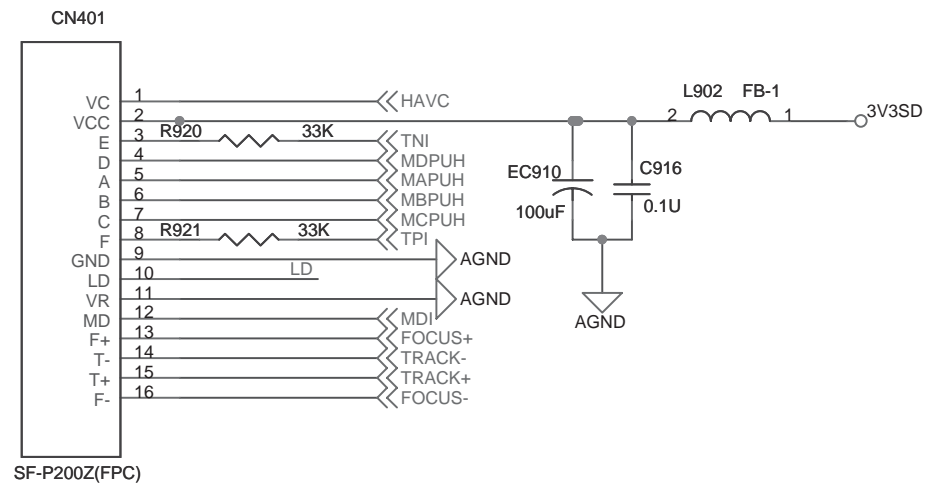 CN401
L902 FB-1
VC 1 HAVC
3V3SD
VCC 2
2 1
E 3 R920 33K TNI
D 4 MDPUH
A 5 MAPUH
EC910 C916
B 6 MBPUH
100uF 0.1U
C 7 MCPUH
F 8 R921 33K TPI
GND 9 AGND
LD 10 LD
VR 11 AGND
MD 12 MDI
AGND
F+ 13 FOCUS+
T- 14 TRACK-
T+ 15 TRACK+
F- 16 FOCUS-
SF-P200Z(FPC)